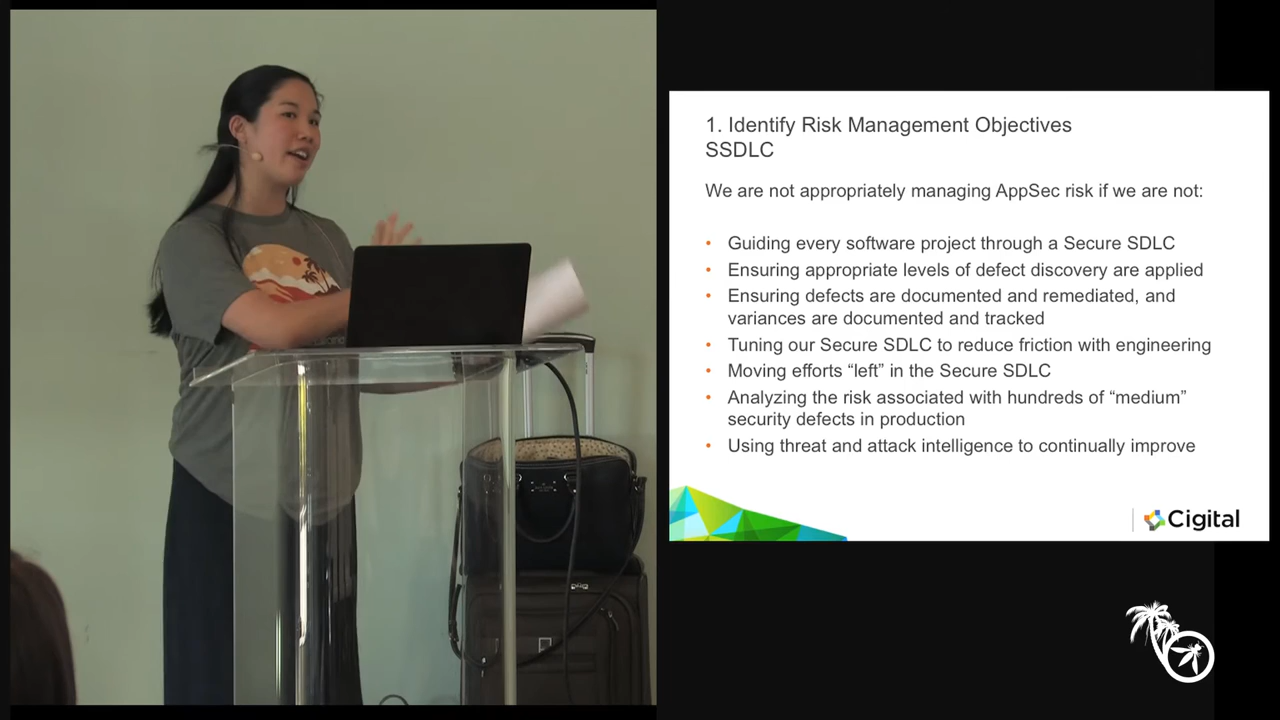 1. Identify Risk Management Objectives
SSDLC
We are not appropriately managing AppSec risk if we are not:
• Guiding every software project through a Secure SDLC
• Ensuring appropriate levels of defect discovery are applied
• Ensuring defects are documented and remediated, and
variances are documented and tracked
• Tuning our Secure SDLC to reduce friction with engineering
• Moving efforts “left” in the Secure SDLC
• Analyzing the risk associated with hundreds of “medium”
security defects in production
• Using threat and attack intelligence to continually improve
Cigital